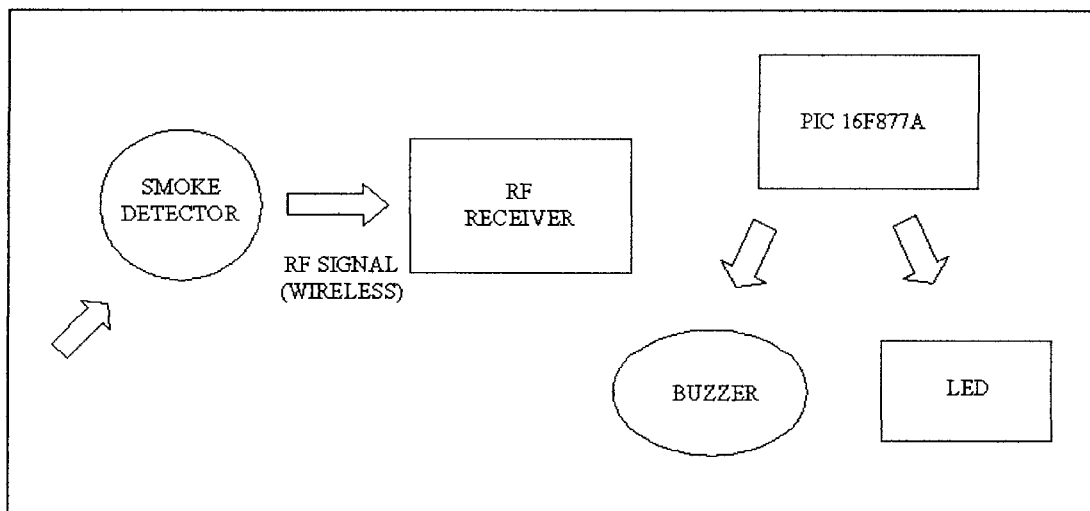 SMOKE
DETECTOR
RF SIGNAL
(WIRELESS)
RF
RECEIVER
PIC 16F877A
BUZZER
LED